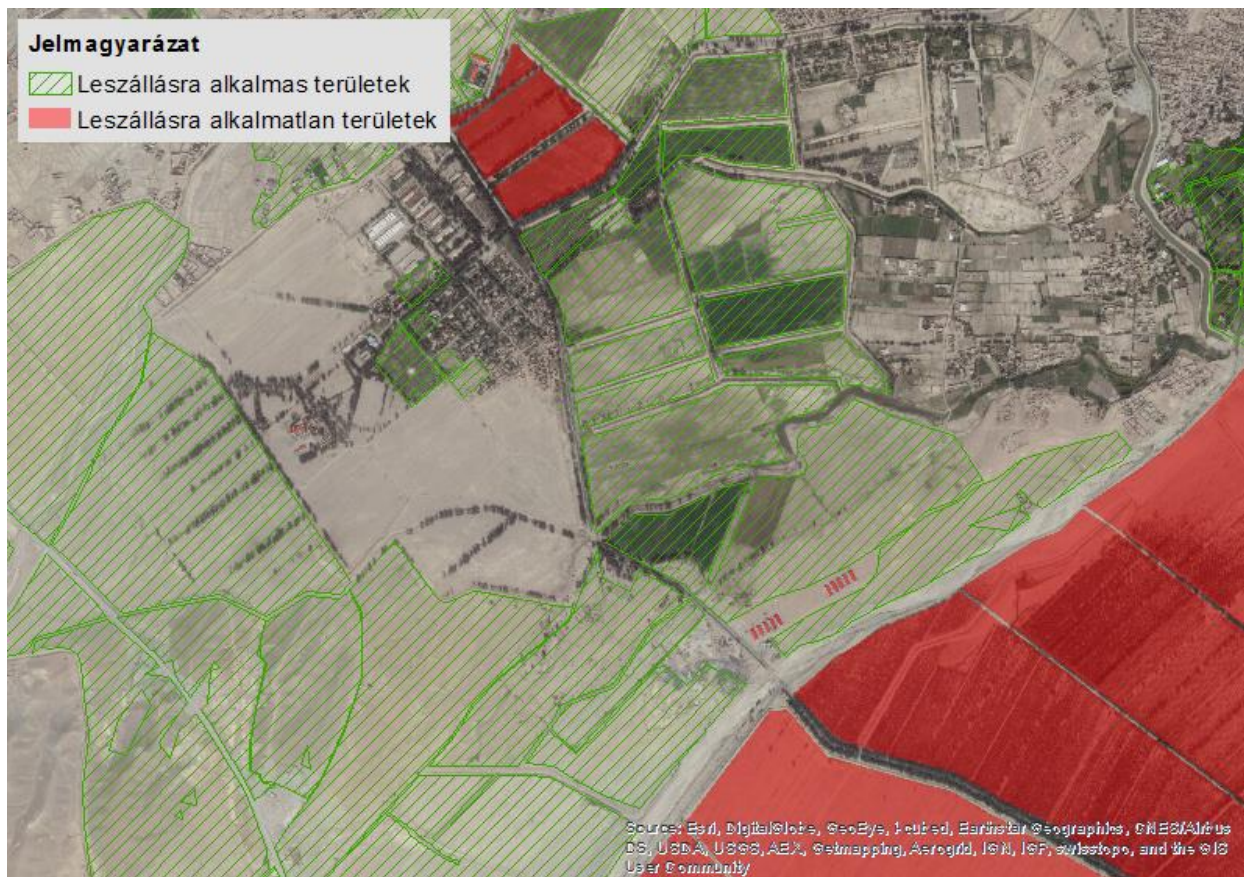 Jelmagyarázat
Leszállásra alkalmas területek
Leszállásra alkalmatlan területek
Source: Esri, DigitalGlobe, GeoEye, i-cubed, Earthstar Geographics, CNES/Airbus
DS, USDA, USGS, AEX, Getmapping, Aerogrid, IGN, IGP, swisstopo, and the GIS
User Community